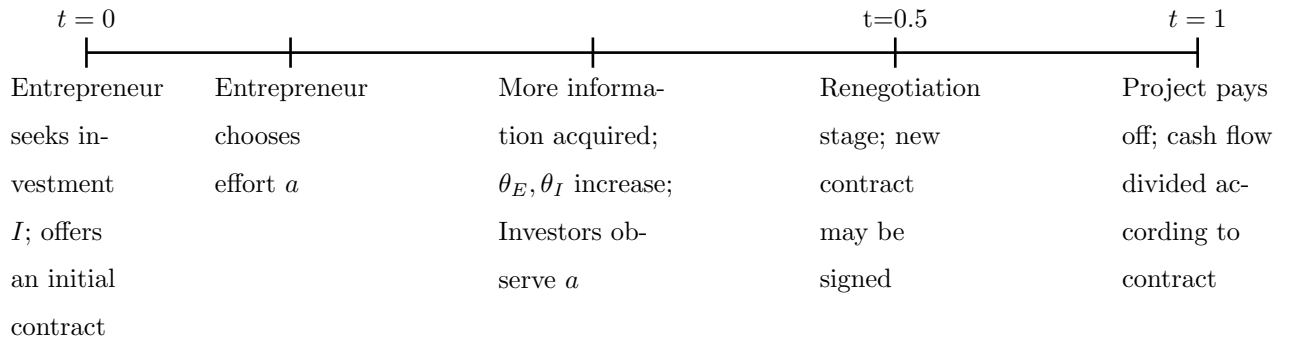 t = 0
t=0.5
t = 1
Entrepreneur
seeks in-
vestment
I; offers
an initial
contract
Entrepreneur
chooses
effort a
More informa-
tion acquired;
θ_E, θ_I increase;
Investors ob-
serve a
Renegotiation
stage; new
contract
may be
signed
Project pays
off; cash flow
divided ac-
cording to
contract